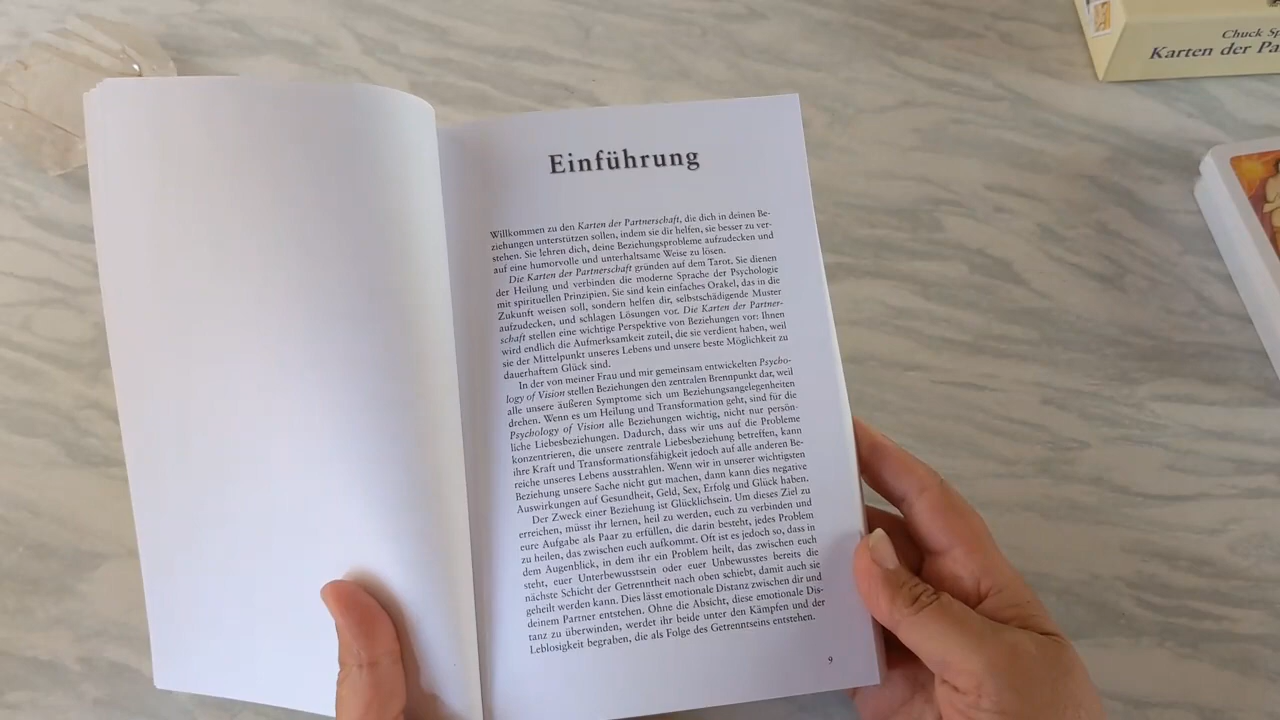 Chuck Sp
Karten der Pa
Einführung
Willkommen zu den Karten der Partnerschaft, die dich in deinen Be-
ziehungen unterstützen sollen, indem sie dir helfen, sie besser zu ver-
stehen. Sie lehren dich, deine Beziehungsprobleme aufzudecken und
auf eine humorvolle und unterhaltsame Weise zu lösen.
Die Karten der Partnerschaft gründen auf dem Tarot. Sie dienen
der Heilung und verbinden die moderne Sprache der Psychologie
mit spirituellen Prinzipien. Sie sind kein einfaches Orakel, das in die
Zukunft weisen soll, sondern helfen dir, selbstschädigende Muster
aufzudecken, und schlagen Lösungen vor. Die Karten der Partner-
schaft stellen eine wichtige Perspektive von Beziehungen vor: Ihnen
wird endlich die Aufmerksamkeit zuteil, die sie verdient haben, weil
sie der Mittelpunkt unseres Lebens und unsere beste Möglichkeit zu
dauerhaftem Glück sind.
In der von meiner Frau und mir gemeinsam entwickelten Psycho-
logy of Vision stellen Beziehungen den zentralen Brennpunkt dar, weil
alle unsere äußeren Symptome sich um Beziehungsangelegenheiten
drehen. Wenn es um Heilung und Transformation geht, sind für die
Psychology of Vision alle Beziehungen wichtig, nicht nur persön-
liche Liebesbeziehungen. Dadurch, dass wir uns auf die Probleme
konzentrieren, die unsere zentrale Liebesbeziehung betreffen, kann
ihre Kraft und Transformationsfähigkeit jedoch auf alle anderen Be-
reiche unseres Lebens ausstrahlen. Wenn wir in unserer wichtigsten
Beziehung unsere Sache nicht gut machen, dann kann dies negative
Auswirkungen auf Gesundheit, Geld, Sex, Erfolg und Glück haben.
Der Zweck einer Beziehung ist Glücklichsein. Um dieses Ziel zu
erreichen, müsst ihr lernen, heil zu werden, euch zu verbinden und
eure Aufgabe als Paar zu erfüllen, die darin besteht, jedes Problem
zu heilen, das zwischen euch aufkommt. Oft ist es jedoch so, dass in
dem Augenblick, in dem ihr ein Problem heilt, das zwischen euch
steht, euer Unterbewusstsein oder euer Unbewusstes bereits die
nächste Schicht der Getrenntheit nach oben schiebt, damit auch sie
geheilt werden kann. Dies lässt emotionale Distanz zwischen dir und
deinem Partner entstehen. Ohne die Absicht, diese emotionale Dis-
tanz zu überwinden, werdet ihr beide unter den Kämpfen und der
Leblosigkeit begraben, die als Folge des Getrenntseins entstehen.
9